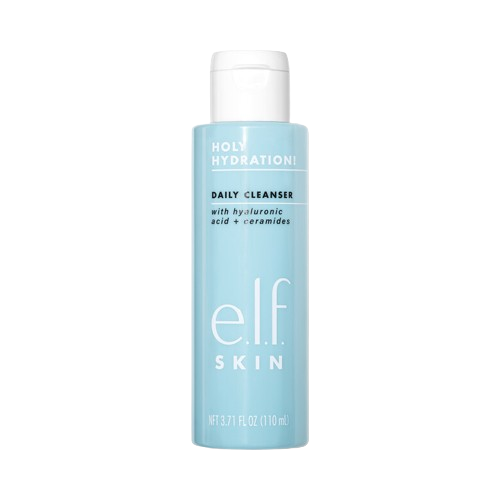 HOLY
HYDRATION!
DAILY CLEANSER
with hyaluronic
acid + ceramides
e.l.f.
SKIN
NET 3.71 FL OZ (110 mL)